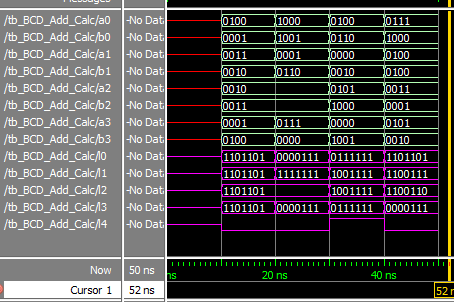 Messages
/tb_BCD_Add_Calc/a0 -No Dat 0100 1000 0100 0111
/tb_BCD_Add_Calc/b0 -No Dat 0001 1001 0110 0000
/tb_BCD_Add_Calc/a1 -No Dat 0011 0001 0000 0100
/tb_BCD_Add_Calc/b1 -No Dat 0010 0110 0010 0100
/tb_BCD_Add_Calc/a2 -No Dat 0010 0101 0011
/tb_BCD_Add_Calc/b2 -No Dat 0011 1000 0001
/tb_BCD_Add_Calc/a3 -No Dat 0001 0111 0000 0101
/tb_BCD_Add_Calc/b3 -No Dat 0100 0000 1001 0010
/tb_BCD_Add_Calc/l0 -No Dat 1101101 0000111 0111111 1101101
/tb_BCD_Add_Calc/l1 -No Dat 1101101 1111111 1001111 1111111
/tb_BCD_Add_Calc/l2 -No Dat 1101101 1001111 1100110
/tb_BCD_Add_Calc/l3 -No Dat 1101101 0000111 0111111 0000111
/tb_BCD_Add_Calc/l4 -No Dat
Now 50 ns ns 20 ns 40 ns
Cursor 1 52 ns 52 n